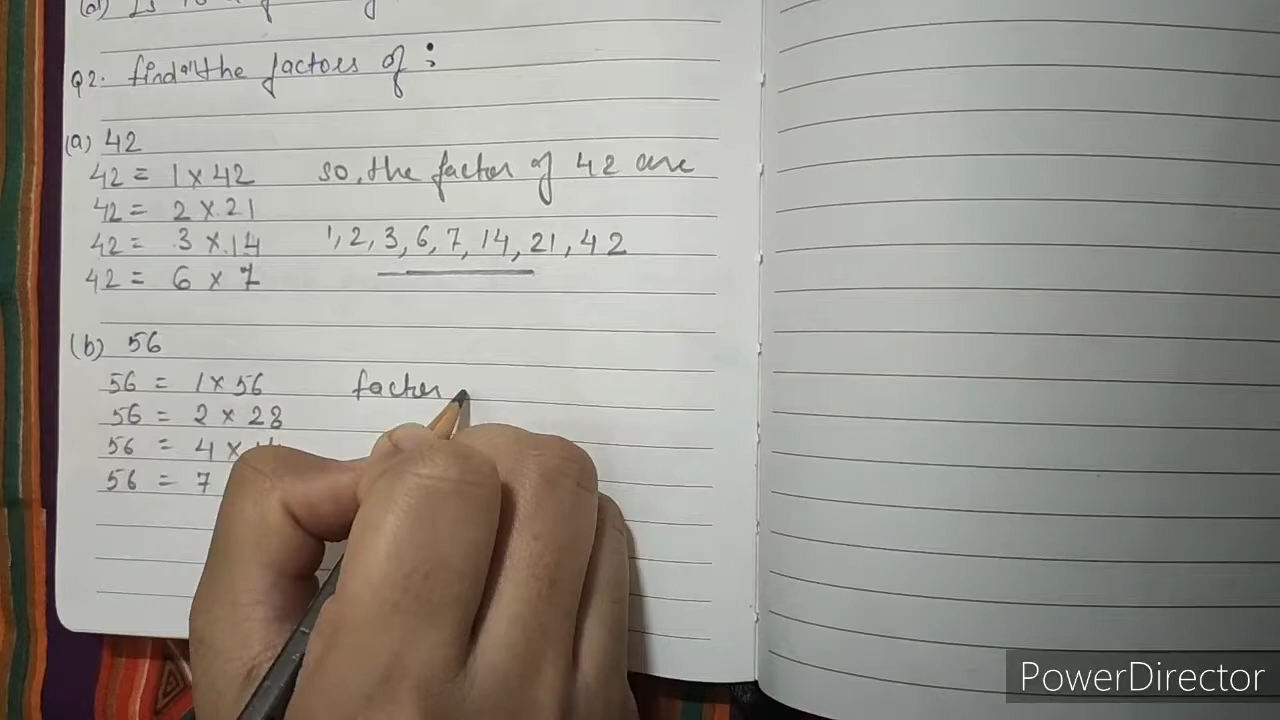 Q2. find all the factors of :
(a) 42
42 = 1 x 42 so, the factor of 42 are
42 = 2 x 21
42 = 3 x 14 1, 2, 3, 6, 7, 14, 21, 42
42 = 6 x 7
(b) 56
56 = 1 x 56 factor
56 = 2 x 28
56 = 4 x
56 = 7
PowerDirector